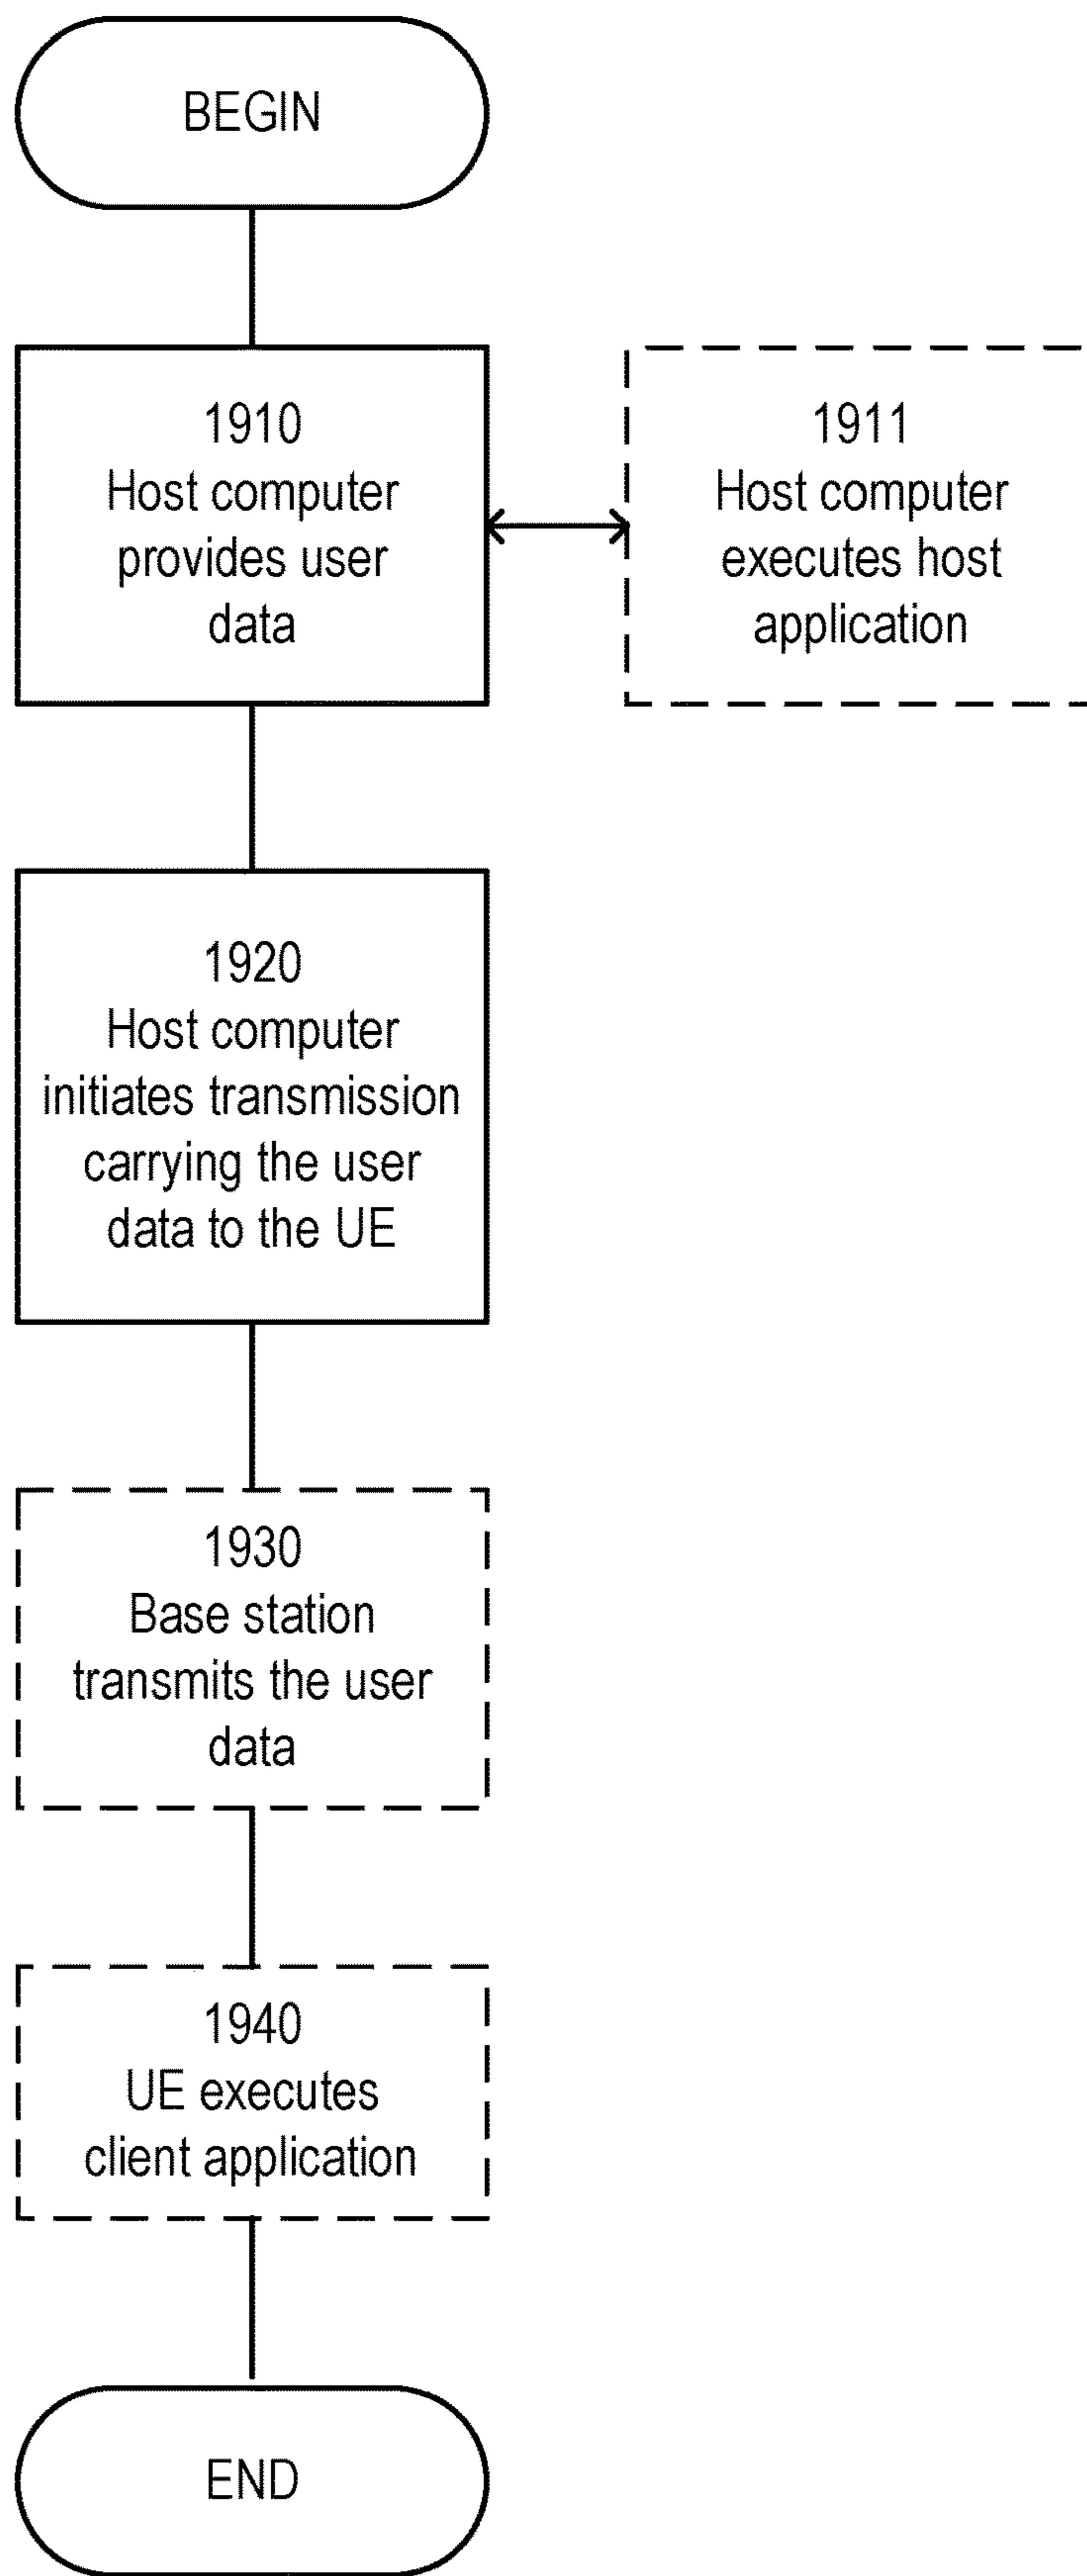 BEGIN
1910
Host computer
provides user
data
1911
Host computer
executes host
application
1920
Host computer
initiates transmission
carrying the user
data to the UE
1930
Base station
transmits the user
data
1940
UE executes
client application
END